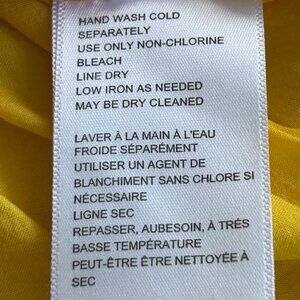 HAND WASH COLD
SEPARATELY
USE ONLY NON-CHLORINE
BLEACH
LINE DRY
LOW IRON AS NEEDED
MAY BE DRY CLEANED
LAVER À LA MAIN À L'EAU
FROIDE SÉPARÉMENT
UTILISER UN AGENT DE
BLANCHIMENT SANS CHLORE SI
NÉCESSAIRE
LIGNE SEC
REPASSER, AUBESOIN, À TRÉS
BASSE TEMPÉRATURE
PEUT-ÊTRE ÊTRE NETTOYÉE À
SEC